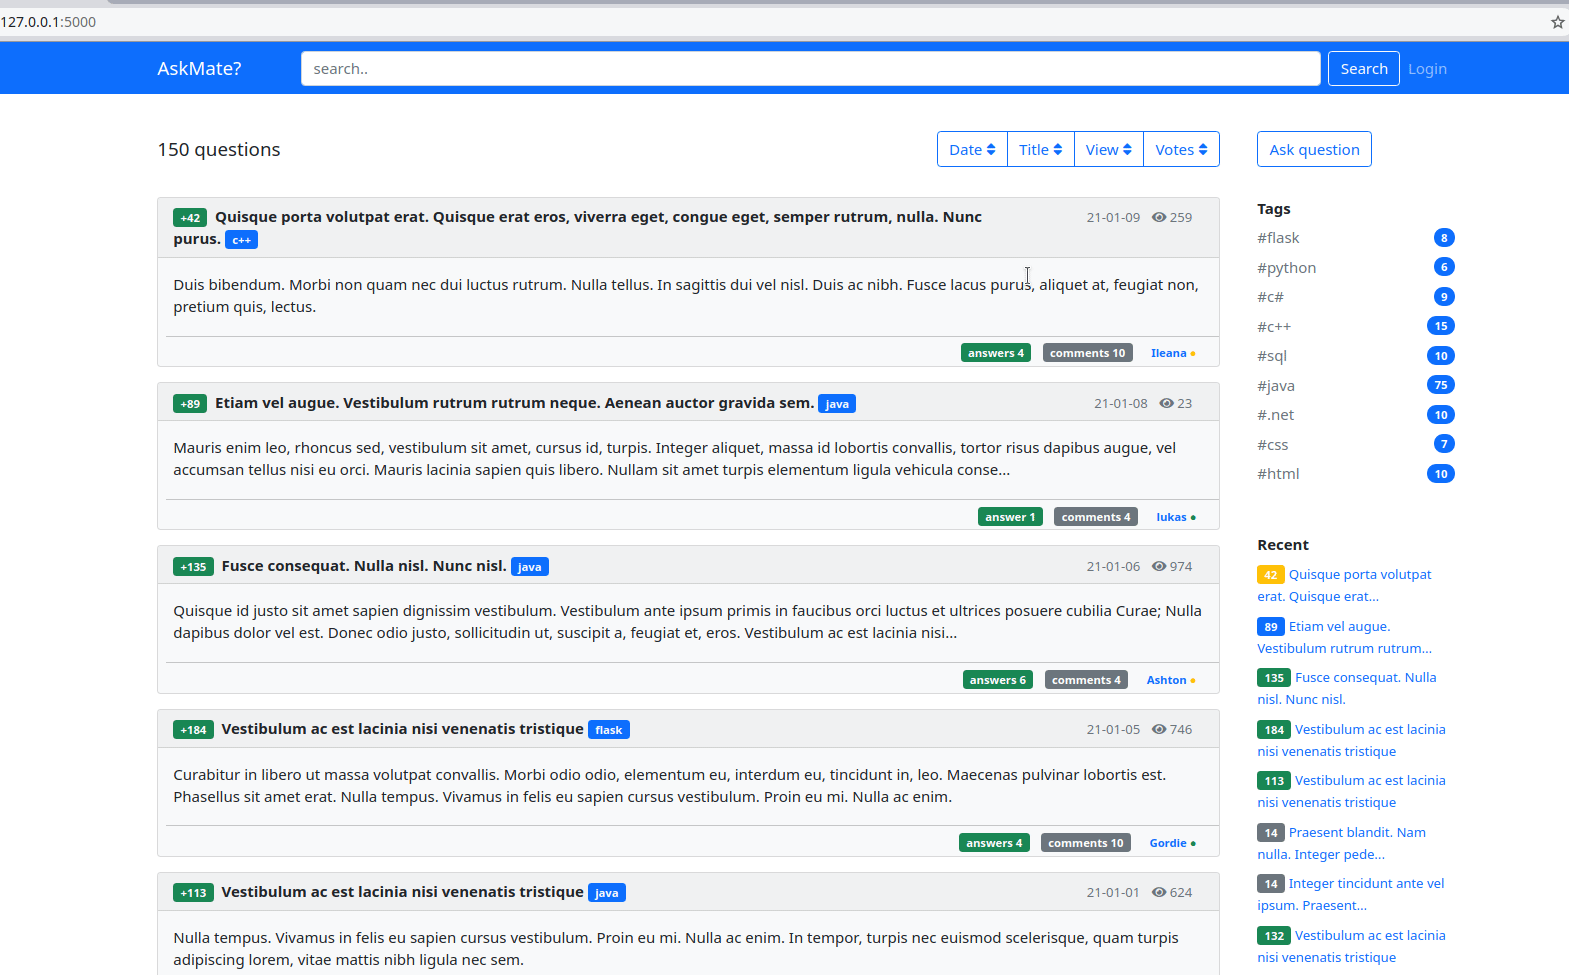 127.0.0.1:5000
AskMate?
search..
Search
Login
150 questions
Date
Title
View
Votes
Ask question
+42 Quisque porta volutpat erat. Quisque erat eros, viverra eget, congue eget, semper rutrum, nulla. Nunc
purus. c++
21-01-09 259
Duis bibendum. Morbi non quam nec dui luctus rutrum. Nulla tellus. In sagittis dui vel nisl. Duis ac nibh. Fusce lacus purus, aliquet at, feugiat non,
pretium quis, lectus.
answers 4 comments 10 Ileana
+89 Etiam vel augue. Vestibulum rutrum rutrum neque. Aenean auctor gravida sem. java
21-01-08 23
Mauris enim leo, rhoncus sed, vestibulum sit amet, cursus id, turpis. Integer aliquet, massa id lobortis convallis, tortor risus dapibus augue, vel
accumsan tellus nisi eu orci. Mauris lacinia sapien quis libero. Nullam sit amet turpis elementum ligula vehicula conse...
answer 1 comments 4 lukas
+135 Fusce consequat. Nulla nisl. Nunc nisl. java
21-01-06 974
Quisque id justo sit amet sapien dignissim vestibulum. Vestibulum ante ipsum primis in faucibus orci luctus et ultrices posuere cubilia Curae; Nulla
dapibus dolor vel est. Donec odio justo, sollicitudin ut, suscipit a, feugiat et, eros. Vestibulum ac est lacinia nisi...
answers 6 comments 4 Ashton
+184 Vestibulum ac est lacinia nisi venenatis tristique flask
21-01-05 746
Curabitur in libero ut massa volutpat convallis. Morbi odio odio, elementum eu, interdum eu, tincidunt in, leo. Maecenas pulvinar lobortis est.
Phasellus sit amet erat. Nulla tempus. Vivamus in felis eu sapien cursus vestibulum. Proin eu mi. Nulla ac enim.
answers 4 comments 10 Gordie
+113 Vestibulum ac est lacinia nisi venenatis tristique java
21-01-01 624
Nulla tempus. Vivamus in felis eu sapien cursus vestibulum. Proin eu mi. Nulla ac enim. In tempor, turpis nec euismod scelerisque, quam turpis
adipiscing lorem, vitae mattis nibh ligula nec sem.
Tags
#flask 8
#python 6
#c# 9
#c++ 15
#sql 10
#java 75
#.net 10
#css 7
#html 10
Recent
42 Quisque porta volutpat
erat. Quisque erat...
89 Etiam vel augue.
Vestibulum rutrum rutrum...
135 Fusce consequat. Nulla
nisl. Nunc nisl.
184 Vestibulum ac est lacinia
nisi venenatis tristique
113 Vestibulum ac est lacinia
nisi venenatis tristique
14 Praesent blandit. Nam
nulla. Integer pede...
14 Integer tincidunt ante vel
ipsum. Praesent...
132 Vestibulum ac est lacinia
nisi venenatis tristique